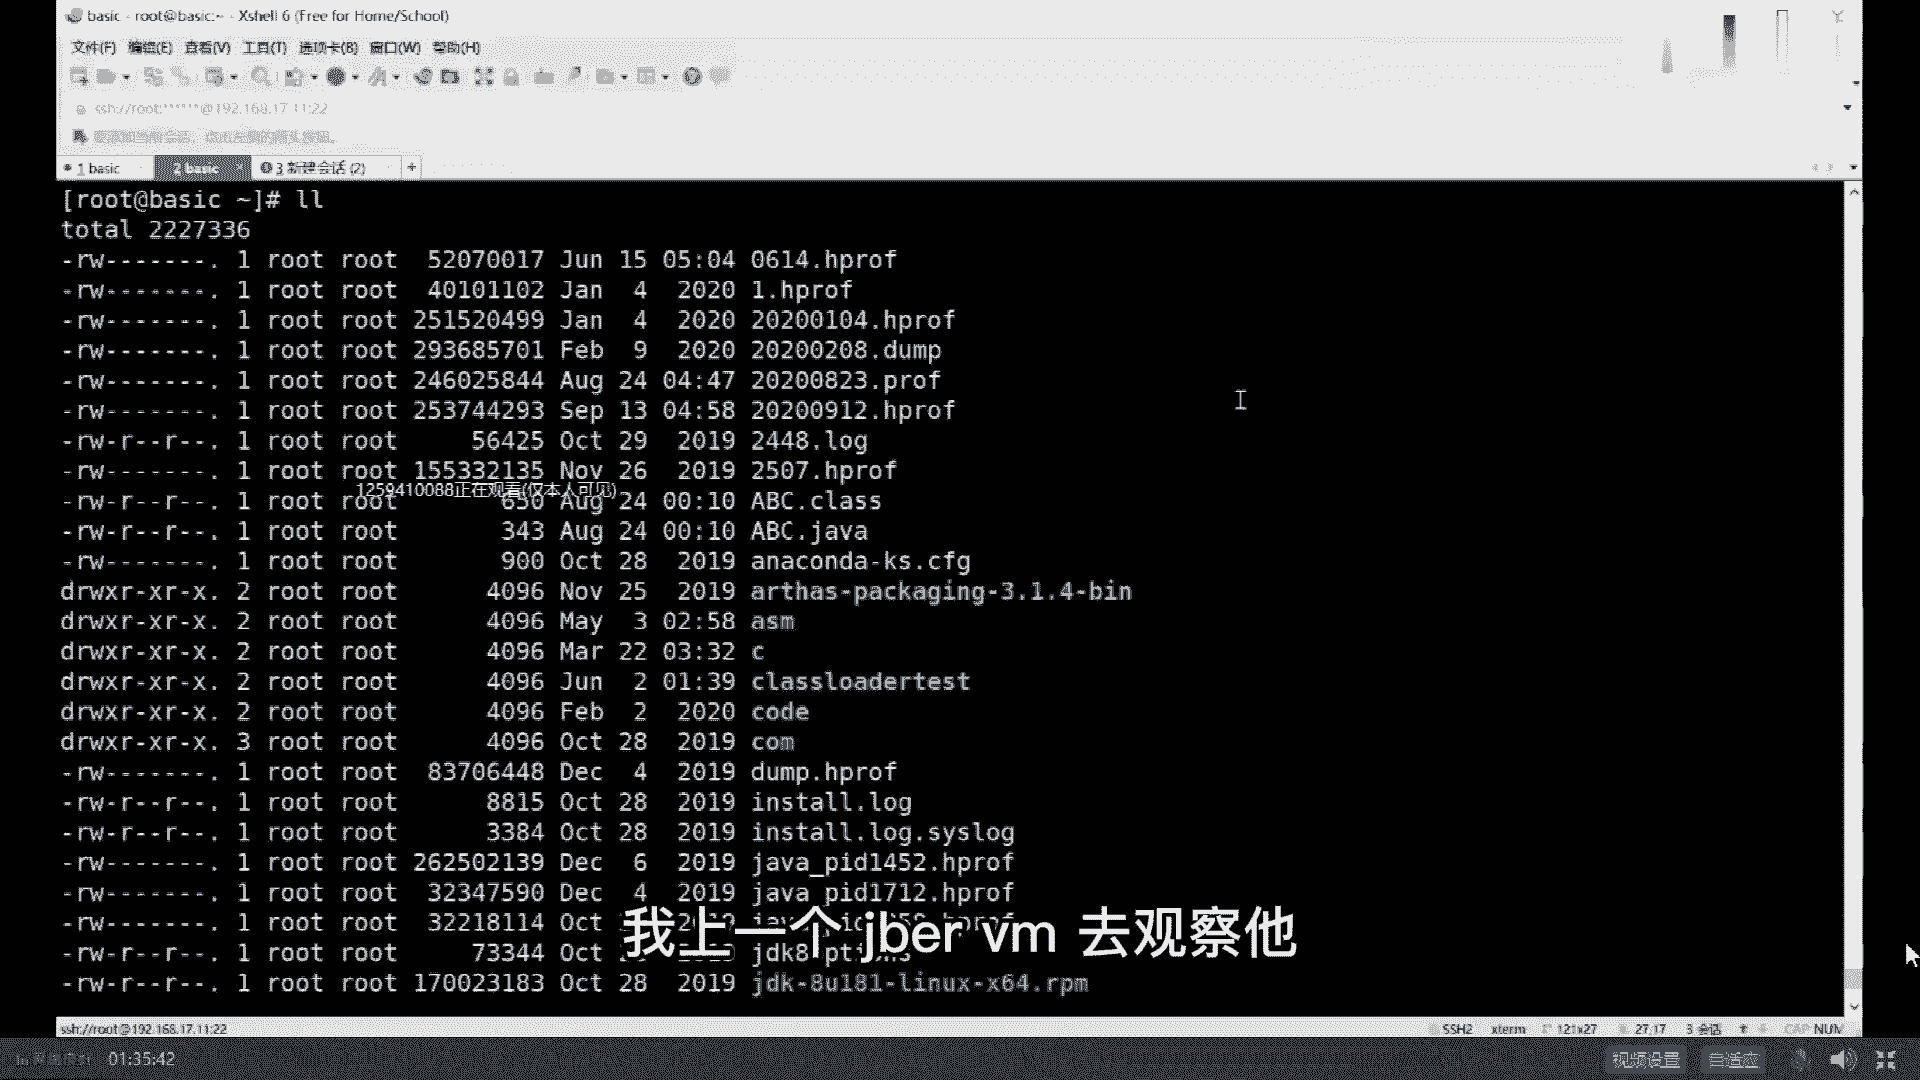 basic - root@basic:~ - Xshell 6 (Free for Home/School)
文件(F) 编辑(E) 查看(V) 工具(T) 选项卡(B) 窗口(W) 帮助(H)
ssh://root:******@192.168.17.11:22
1 basic 2 basic × 3 新建会话 (2) +
[root@basic ~]# ll
total 2227336
-rw-------. 1 root root 52070017 Jun 15 05:04 0614.hprof
-rw-------. 1 root root 40101102 Jan 4 2020 1.hprof
-rw-------. 1 root root 251520499 Jan 4 2020 20200104.hprof
-rw-------. 1 root root 293685701 Feb 9 2020 20200208.dump
-rw-------. 1 root root 246025844 Aug 24 04:47 20200823.prof
-rw-------. 1 root root 253744293 Sep 13 04:58 20200912.hprof
-rw-r--r--. 1 root root 56425 Oct 29 2019 2448.log
-rw-------. 1 root root 155332135 Nov 26 2019 2507.hprof
1259410088正在观看(仅本人可见)
-rw-r--r--. 1 root root 650 Aug 24 00:10 ABC.class
-rw-r--r--. 1 root root 343 Aug 24 00:10 ABC.java
-rw-------. 1 root root 900 Oct 28 2019 anaconda-ks.cfg
drwxr-xr-x. 2 root root 4096 Nov 25 2019 arthas-packaging-3.1.4-bin
drwxr-xr-x. 2 root root 4096 May 3 02:58 asm
drwxr-xr-x. 2 root root 4096 Mar 22 03:32 c
drwxr-xr-x. 2 root root 4096 Jun 2 01:39 classloadertest
drwxr-xr-x. 2 root root 4096 Feb 2 2020 code
drwxr-xr-x. 3 root root 4096 Oct 28 2019 com
-rw-------. 1 root root 83706448 Dec 4 2019 dump.hprof
-rw-r--r--. 1 root root 8815 Oct 28 2019 install.log
-rw-r--r--. 1 root root 3384 Oct 28 2019 install.log.syslog
-rw-------. 1 root root 262502139 Dec 6 2019 java_pid1452.hprof
-rw-------. 1 root root 32347590 Dec 4 2019 java_pid1712.hprof
-rw-------. 1 root root 32218114 Oct
我上一个 jber vm 去观察他
-rw-r--r--. 1 root root 73344 Oct
-rw-r--r--. 1 root root 170023183 Oct 28 2019 jdk-8u181-linux-x64.rpm
ssh://root@192.168.17.11:22 SSH2 xterm 121x27 27,17 3 会话 CAP NUM
01:35:42 视频设置 自适应